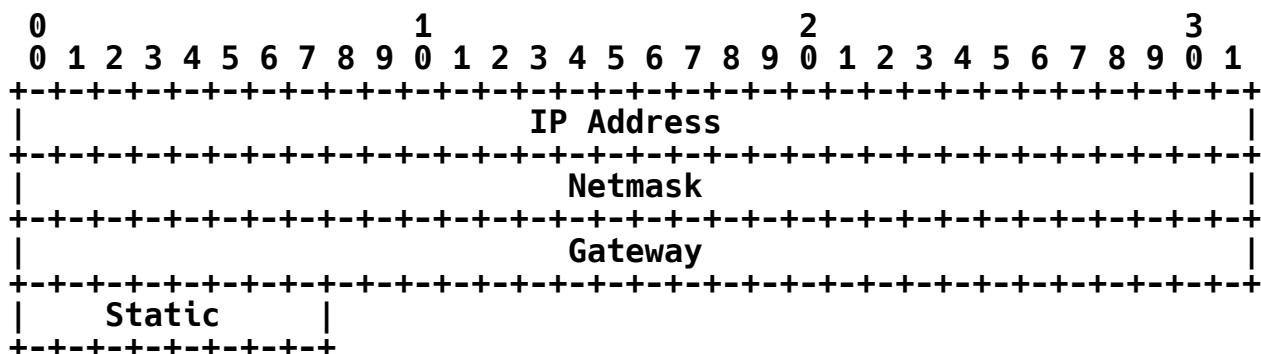 0                   1                   2                   3
 0 1 2 3 4 5 6 7 8 9 0 1 2 3 4 5 6 7 8 9 0 1 2 3 4 5 6 7 8 9 0 1
+-+-+-+-+-+-+-+-+-+-+-+-+-+-+-+-+-+-+-+-+-+-+-+-+-+-+-+-+-+-+-+-+
|                          IP Address                           |
+-+-+-+-+-+-+-+-+-+-+-+-+-+-+-+-+-+-+-+-+-+-+-+-+-+-+-+-+-+-+-+-+
|                            Netmask                            |
+-+-+-+-+-+-+-+-+-+-+-+-+-+-+-+-+-+-+-+-+-+-+-+-+-+-+-+-+-+-+-+-+
|                            Gateway                            |
+-+-+-+-+-+-+-+-+-+-+-+-+-+-+-+-+-+-+-+-+-+-+-+-+-+-+-+-+-+-+-+-+
|    Static     |
+-+-+-+-+-+-+-+-+